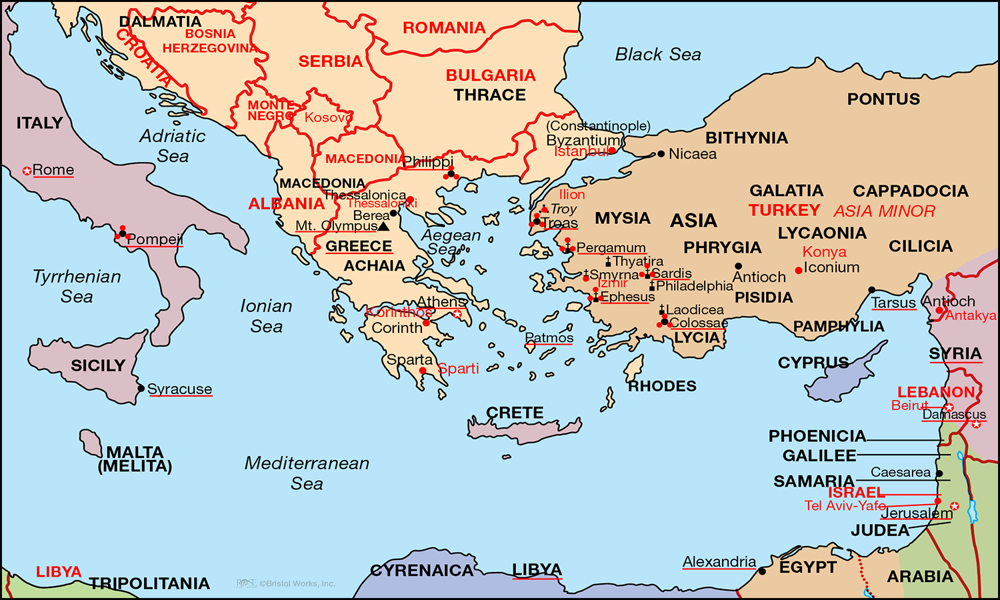 DALMATIA
CROATIA
BOSNIA
HERZEGOVINA
SERBIA
ROMANIA
BULGARIA
THRACE
Black Sea
PONTUS
MONTE
NEGRO
Kosovo
ITALY
Adriatic
Sea
(Constantinople)
Byzantium
Istanbul
BITHYNIA
Nicaea
MACEDONIA
Philippi
Rome
MACEDONIA
Thessalonica
Thessaloniki
ALBANIA
Berea
Mt. Olympus
GREECE
ACHAIA
Aegean
Sea
Ilion
Troy
Troas
MYSIA
ASIA
GALATIA
CAPPADOCIA
TURKEY
ASIA MINOR
LYCAONIA
PHRYGIA
Konya
Iconium
CILICIA
Pompeii
Pergamum
Thyatira
Smyrna
Izmir
Sardis
Philadelphia
Ephesus
Antioch
PISIDIA
Laodicea
Colossae
LYCIA
PAMPHYLIA
Tarsus
Antioch
Antakya
Tyrrhenian
Sea
Ionian
Sea
Athens
Korinthos
Corinth
Sparta
Sparti
Patmos
RHODES
CYPRUS
SYRIA
SICILY
Syracuse
CRETE
LEBANON
Beirut
Damascus
MALTA
(MELITA)
Mediterranean
Sea
PHOENICIA
GALILEE
Caesarea
SAMARIA
ISRAEL
Tel Aviv-Yafo
Jerusalem
JUDEA
LIBYA
TRIPOLITANIA
ROSE
©Bristol Works, Inc.
CYRENAICA
LIBYA
Alexandria
EGYPT
ARABIA